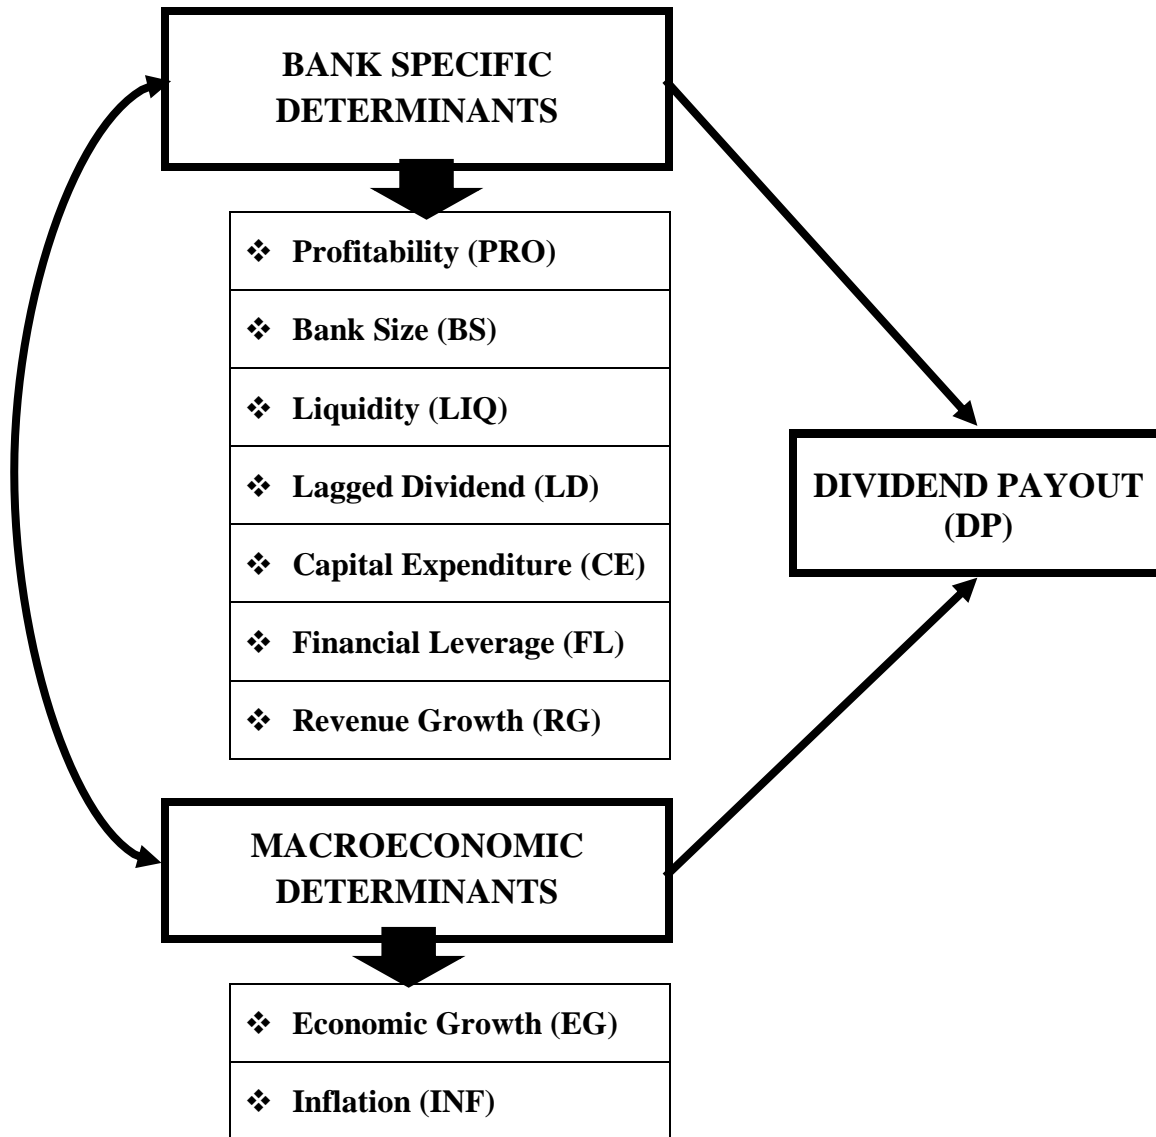 BANK SPECIFIC
DETERMINANTS
❖ Profitability (PRO)
❖ Bank Size (BS)
❖ Liquidity (LIQ)
❖ Lagged Dividend (LD)
❖ Capital Expenditure (CE)
❖ Financial Leverage (FL)
❖ Revenue Growth (RG)
DIVIDEND PAYOUT
(DP)
MACROECONOMIC
DETERMINANTS
❖ Economic Growth (EG)
❖ Inflation (INF)